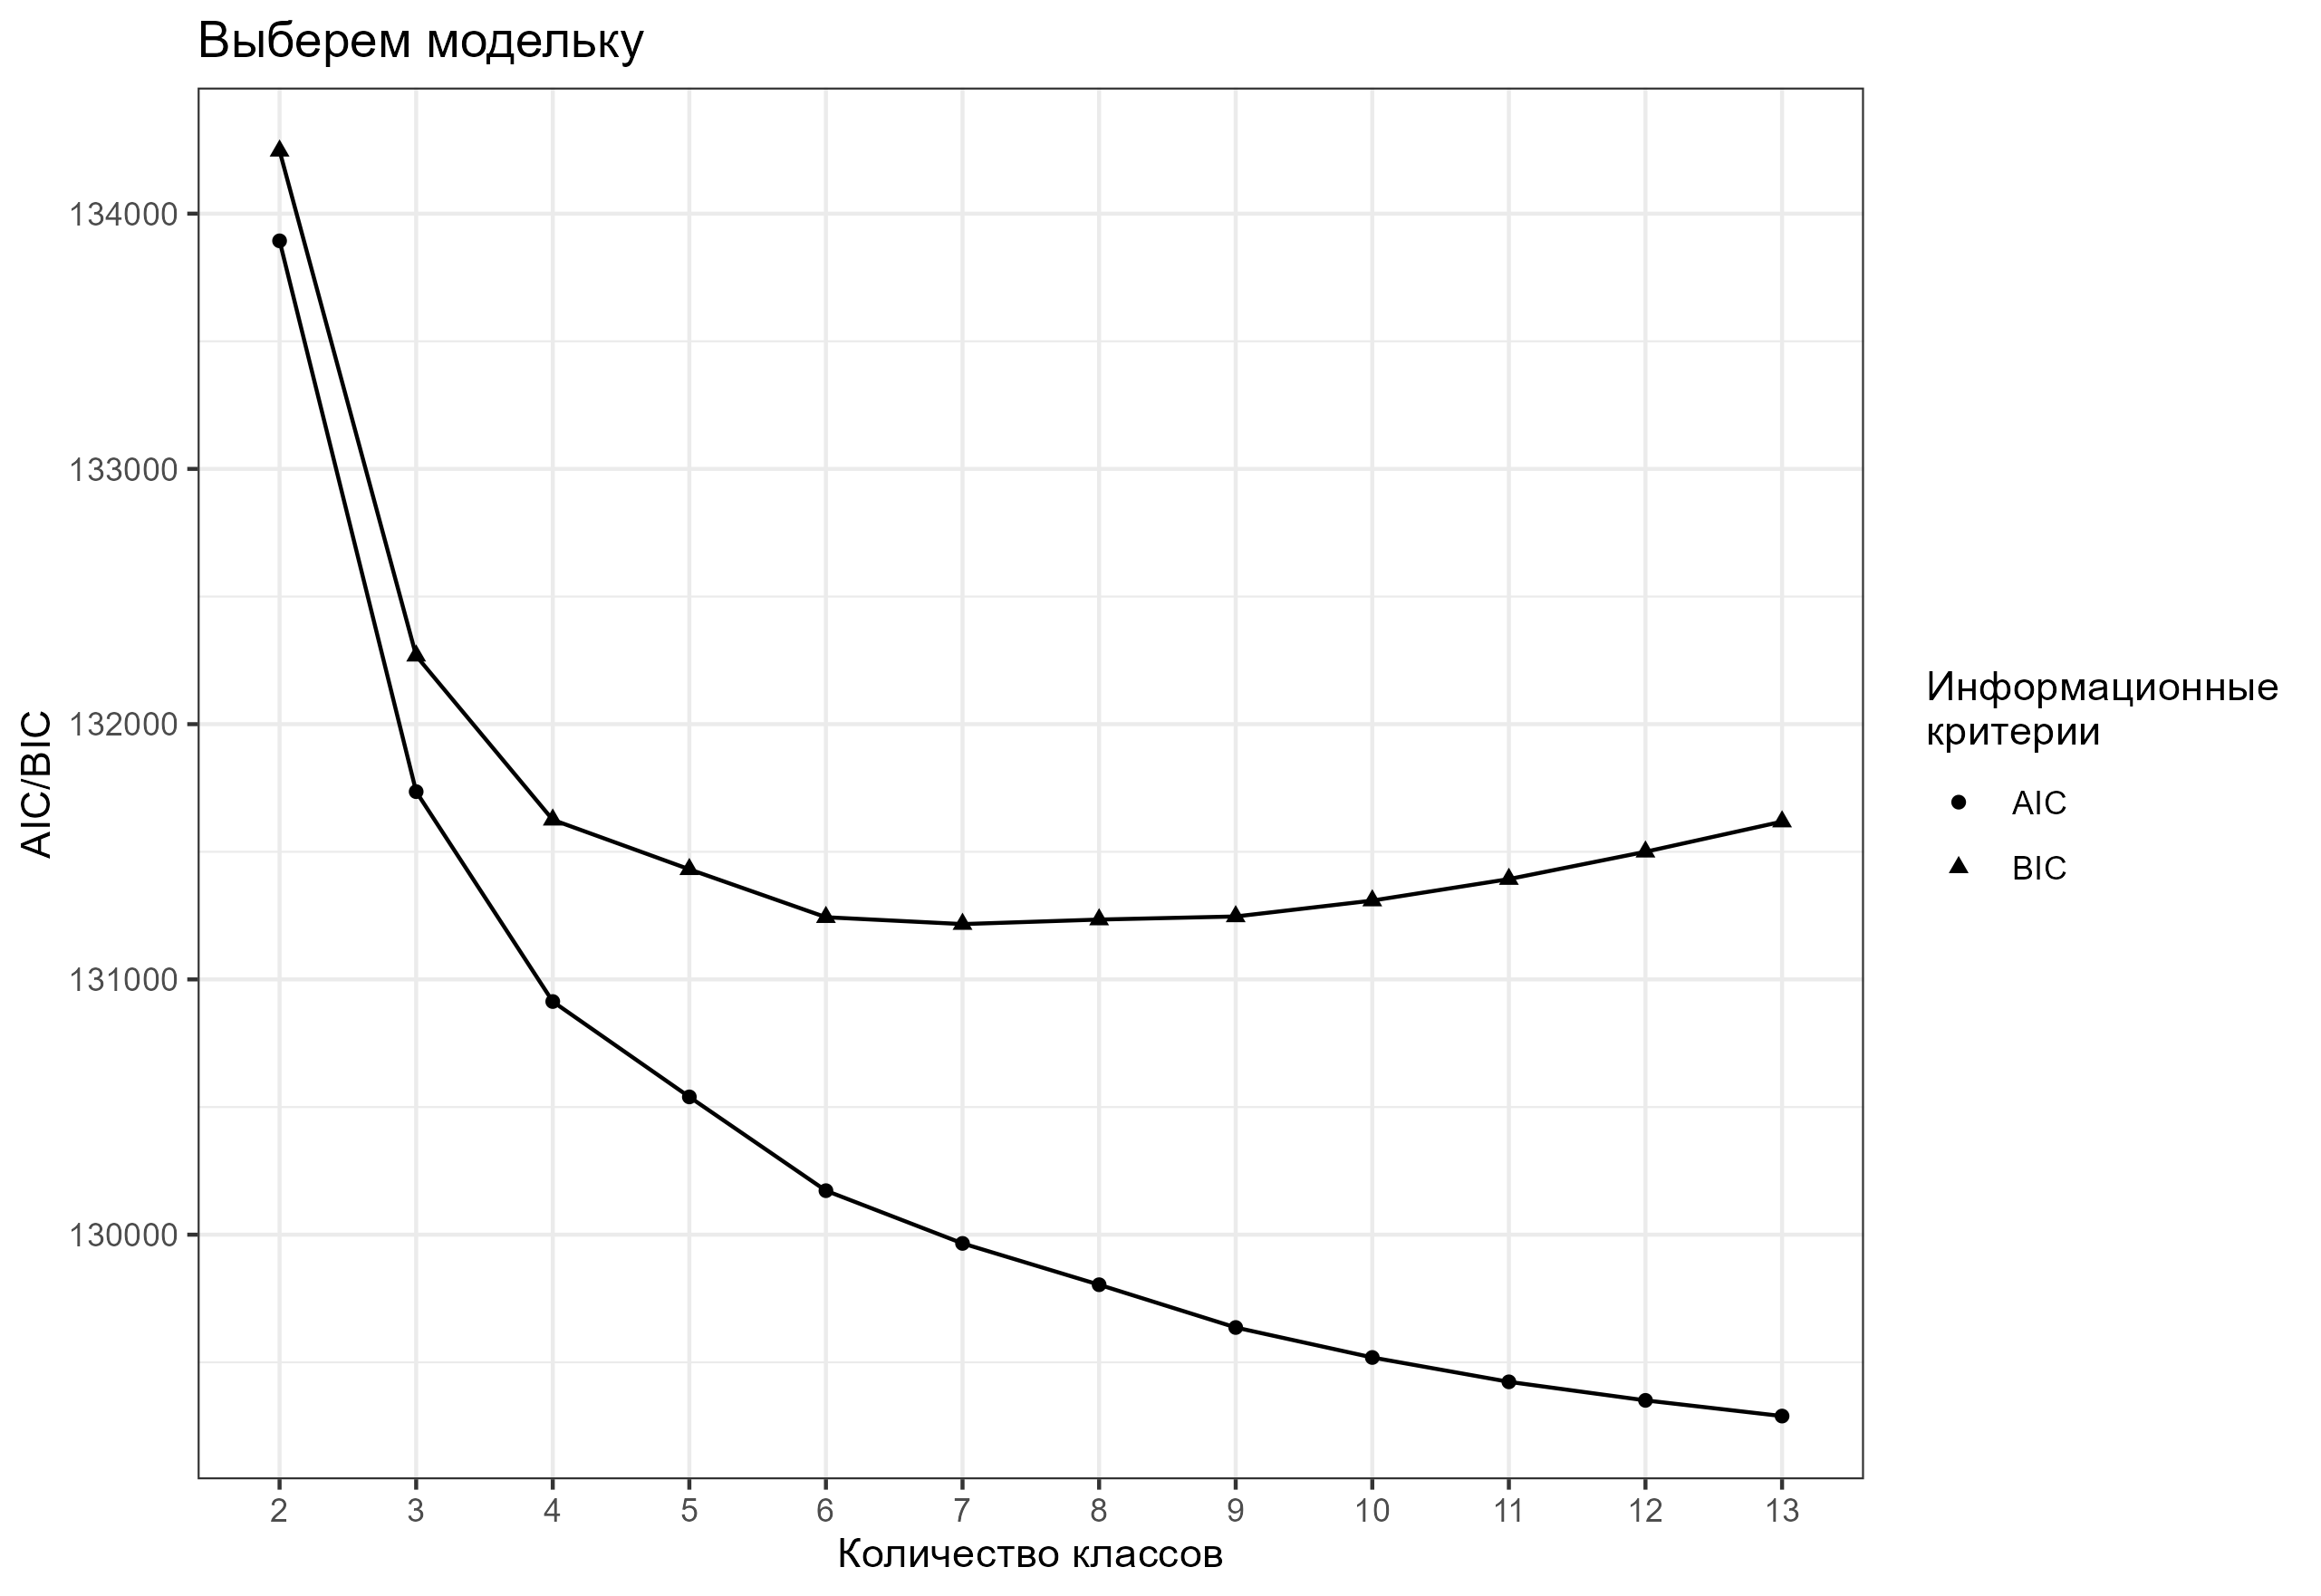 Выберем модельку
AIC/BIC
134000
133000
132000
131000
130000
2 3 4 5 6 7 8 9 10 11 12 13
Количество классов
Информационные
критерии
AIC
BIC